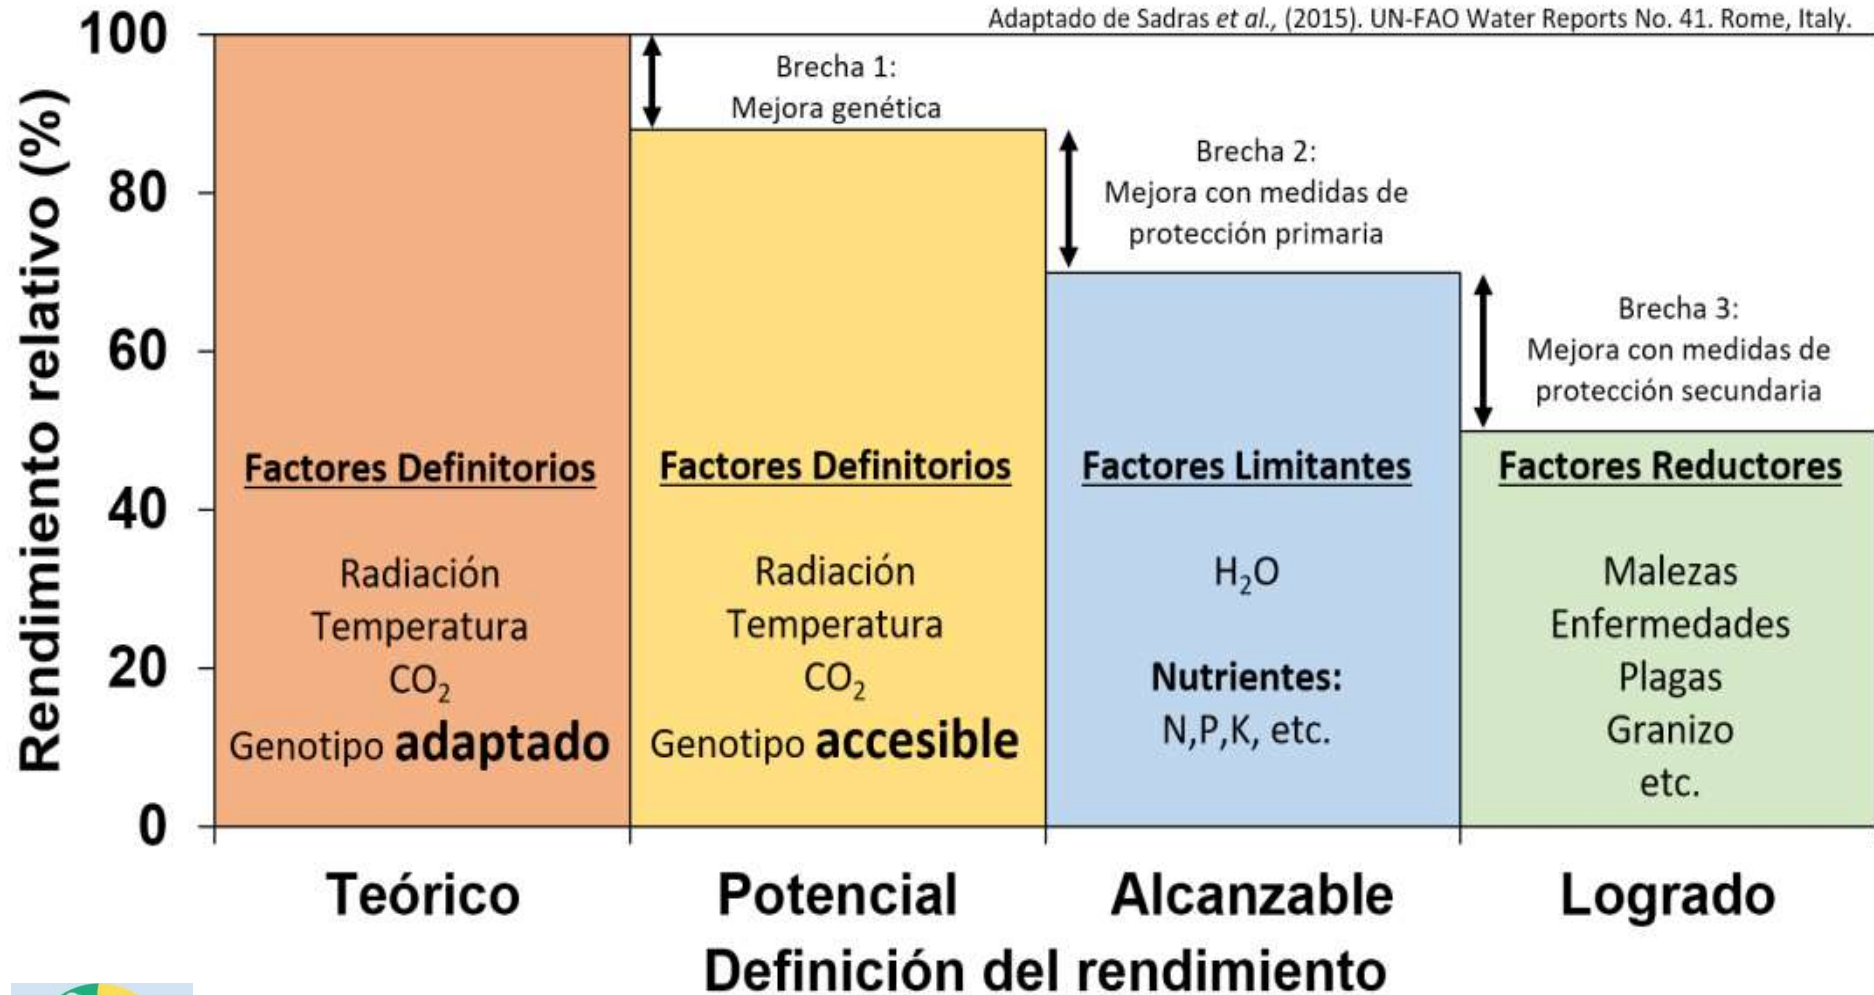 Adaptado de Sadras et al., (2015). UN-FAO Water Reports No. 41. Rome, Italy.
Rendimiento relativo (%)
100
80
60
40
20
0
Brecha 1:
Mejora genética
Brecha 2:
Mejora con medidas de
protección primaria
Brecha 3:
Mejora con medidas de
protección secundaria
Factores Definitorios
Radiación
Temperatura
CO₂
Genotipo adaptado
Factores Definitorios
Radiación
Temperatura
CO₂
Genotipo accesible
Factores Limitantes
H₂O
Nutrientes:
N,P,K, etc.
Factores Reductores
Malezas
Enfermedades
Plagas
Granizo
etc.
Teórico
Potencial
Alcanzable
Logrado
Definición del rendimiento